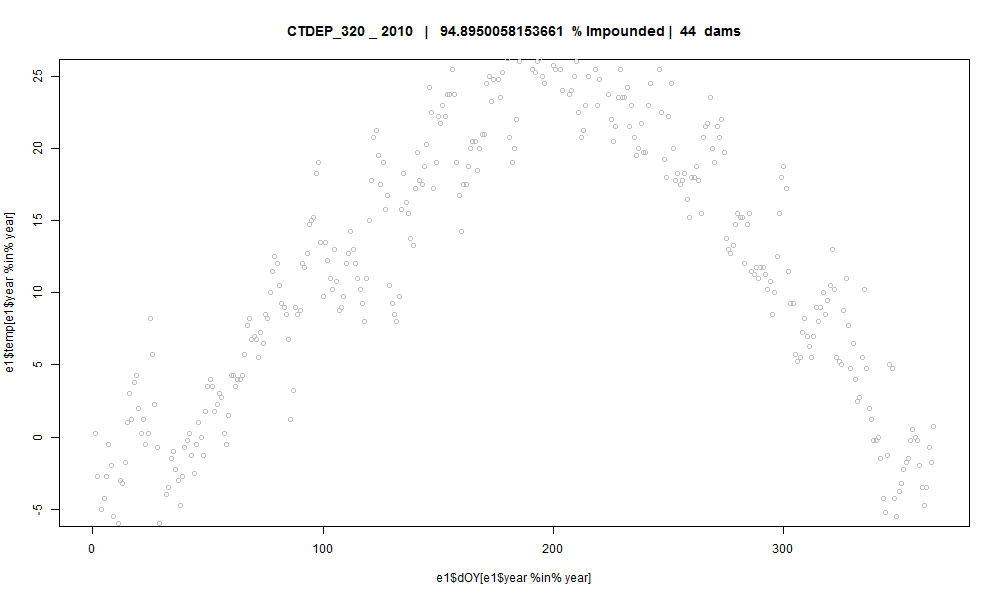 CTDEP_320 _ 2010 | 94.8950058153661 % Impounded | 44 dams
e1$temp[e1$year %in% year]
25
20
15
10
5
0
-5
0 100 200 300
e1$dOY[e1$year %in% year]